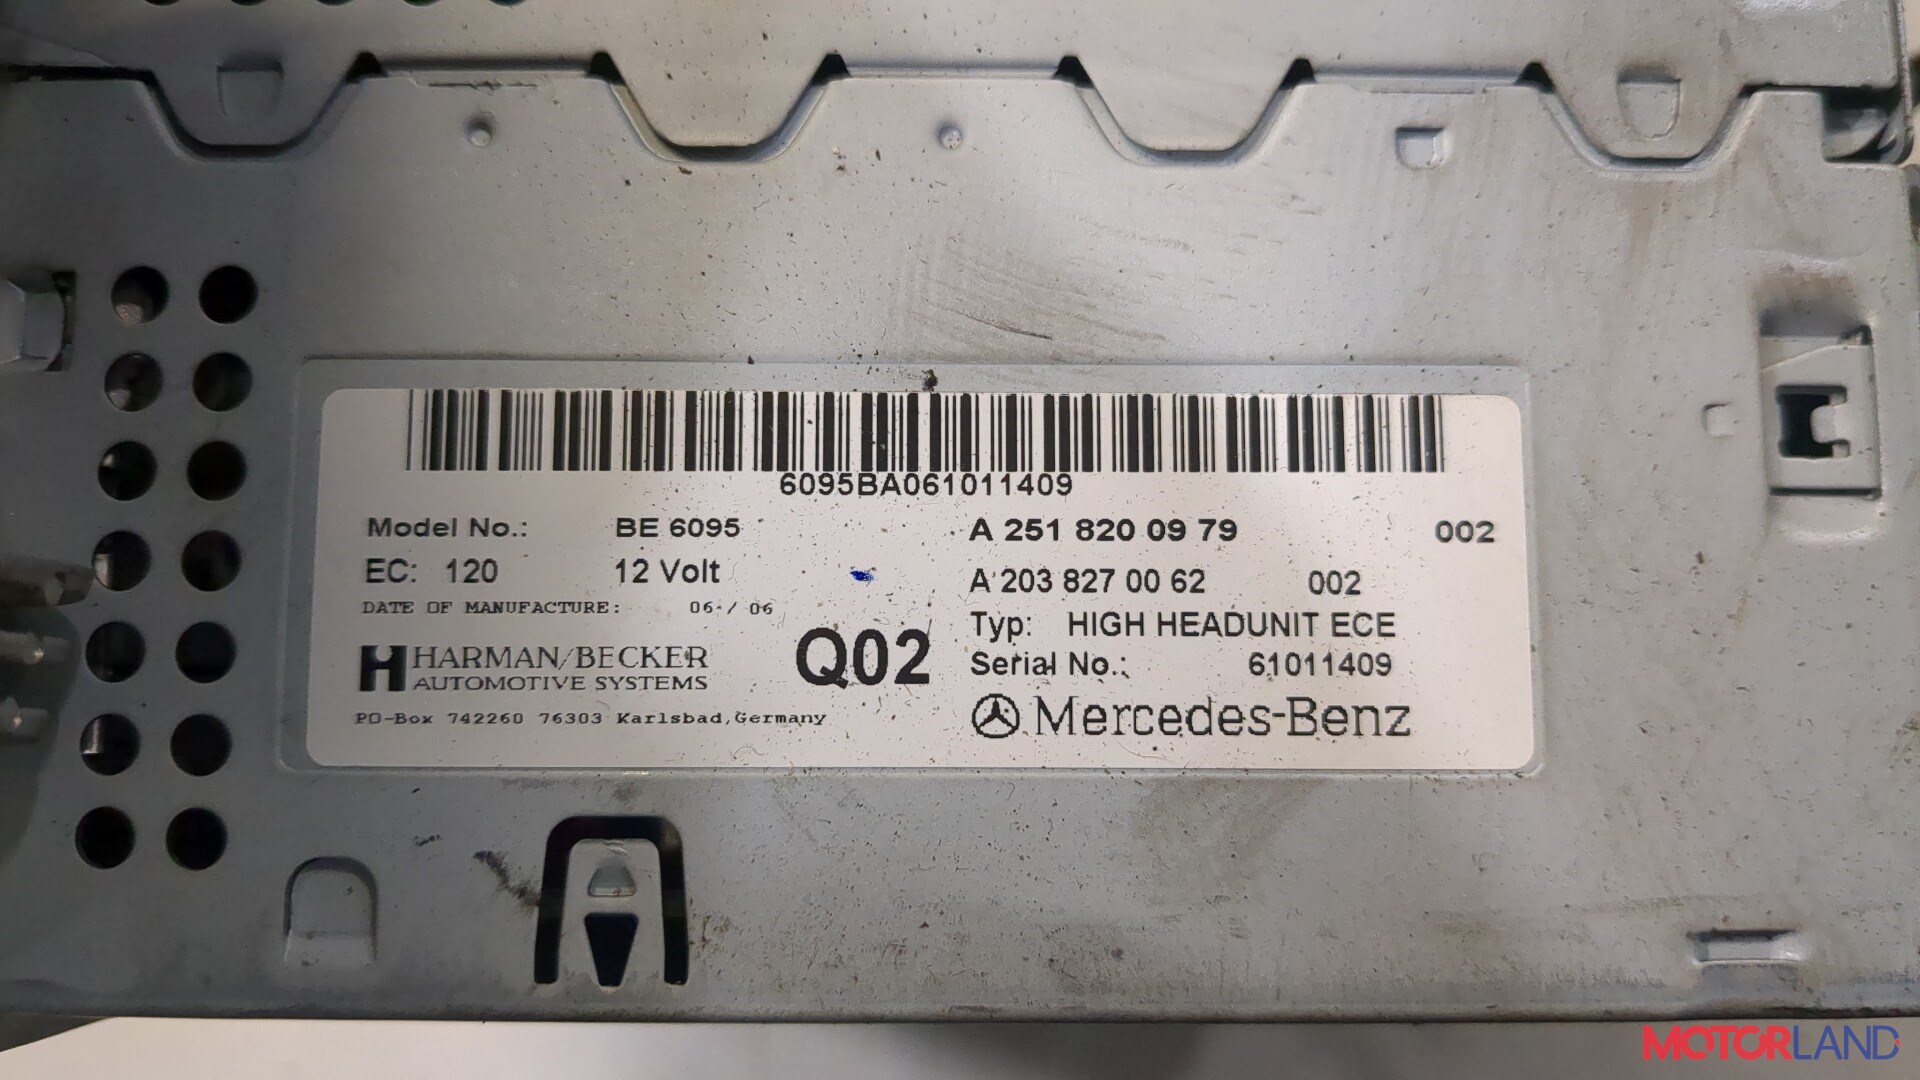 6095BA061011409
Model No.: BE 6095 A 251 820 09 79 002
EC: 120 12 Volt A 203 827 00 62 002
DATE OF MANUFACTURE: 06 / 06 Typ: HIGH HEADUNIT ECE
HARMAN/BECKER Q02 Serial No.: 61011409
AUTOMOTIVE SYSTEMS
PO-Box 742260 76303 Karlsbad,Germany Mercedes-Benz
MOTORLAND